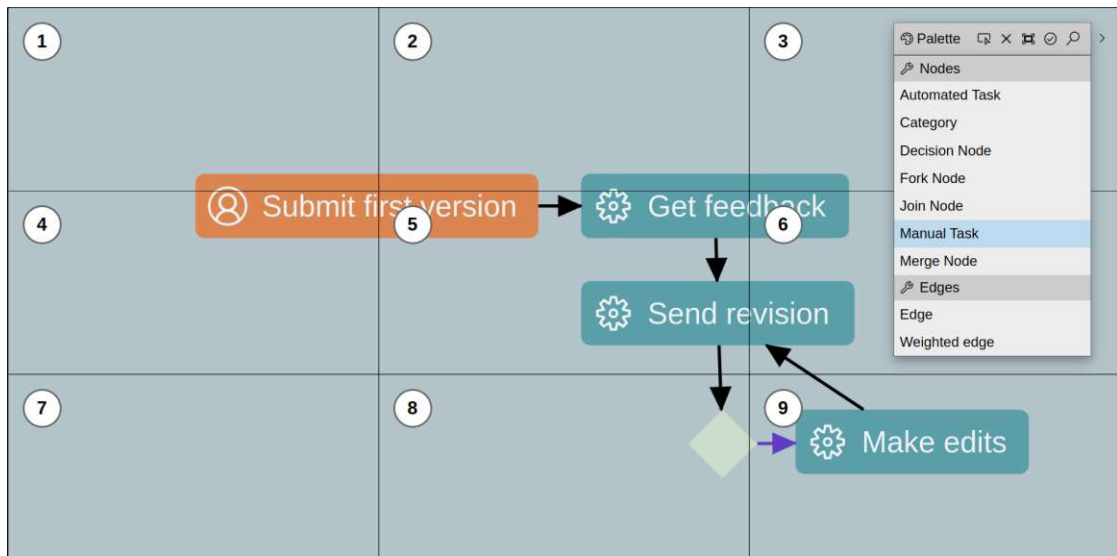 1
2
3
Palette
Nodes
Automated Task
Category
Decision Node
Fork Node
Join Node
Manual Task
Merge Node
Edges
Edge
Weighted edge
4
Submit first version
5
Get feedback
6
Send revision
7
8
9
Make edits